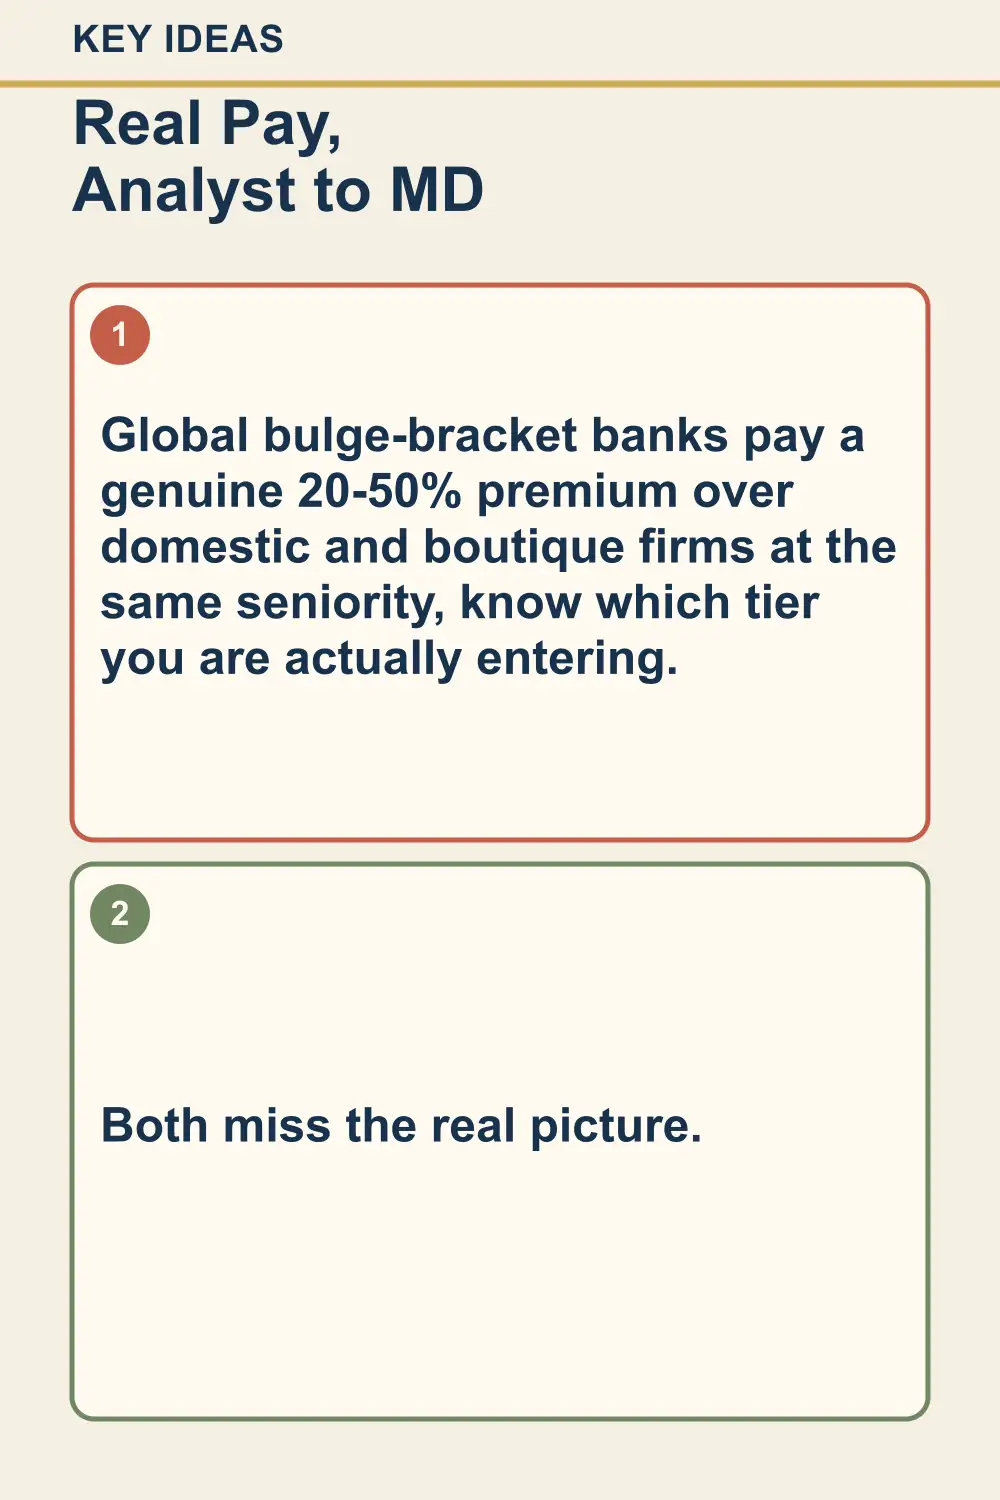 KEY IDEAS
Real Pay,
Analyst to MD
1
Global bulge-bracket banks pay a
genuine 20-50% premium over
domestic and boutique firms at the
same seniority, know which tier
you are actually entering.
2
Both miss the real picture.